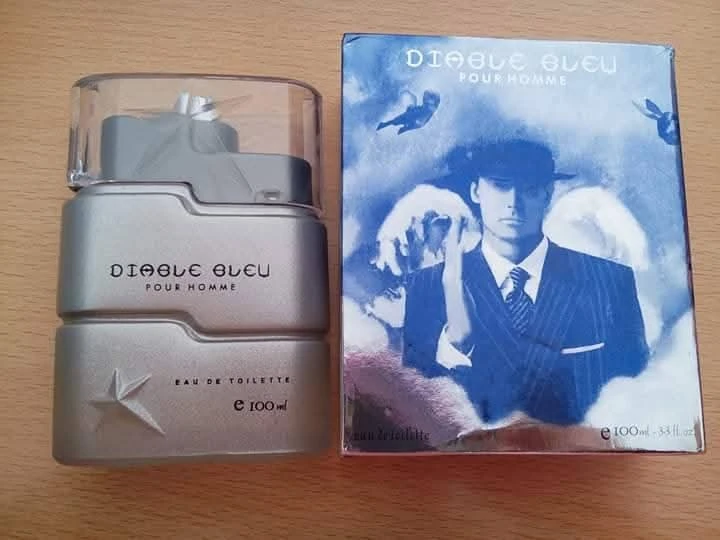 DIABLE BLEU
POUR HOMME
EAU DE TOILETTE
e 100 ml
DIABLE BLEU
POUR HOMME
eau de toilette
e 100 ml - 3.3 fl. oz.